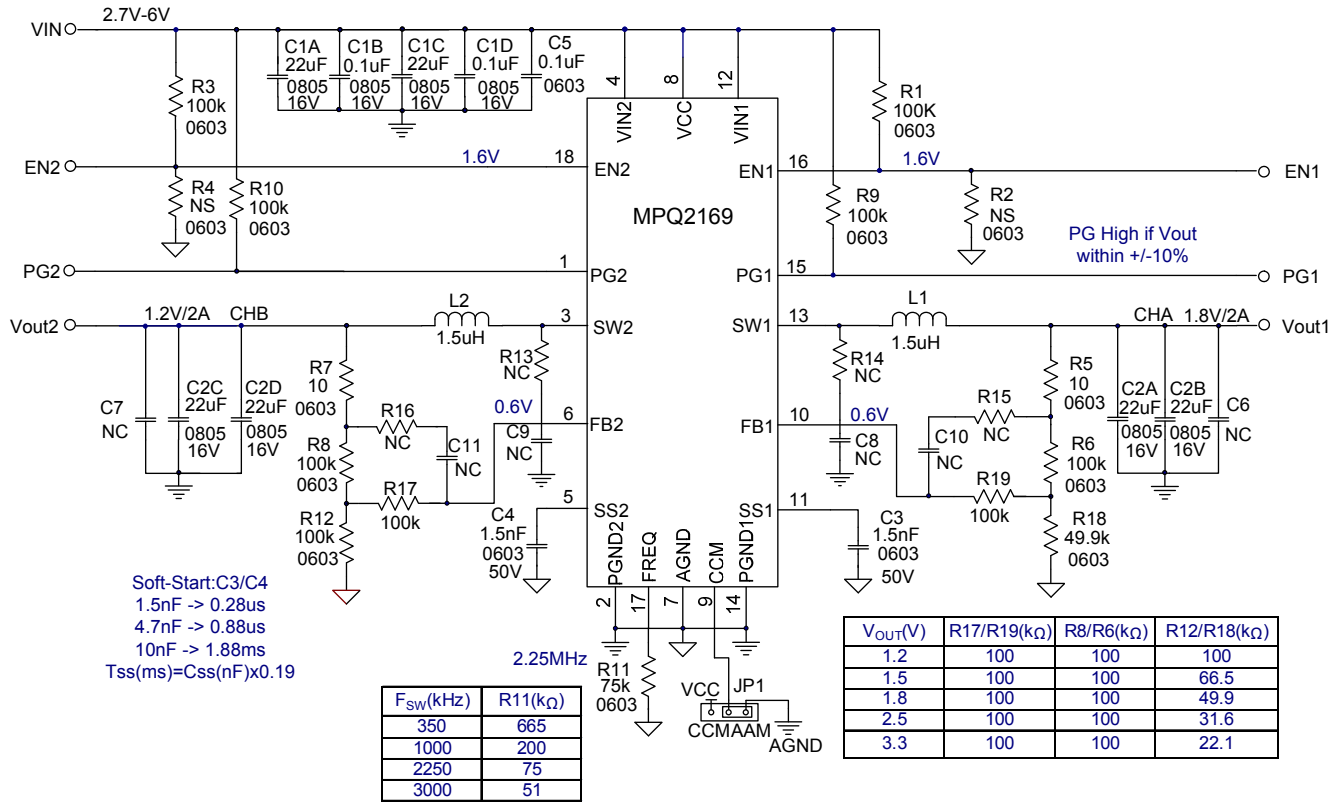 VIN
2.7V-6V
R3
100k
0603
C1A
22uF
0805
16V
C1B
0.1uF
0805
16V
C1C
22uF
0805
16V
C1D
0.1uF
0805
16V
C5
0.1uF
0603
4
8
12
VIN2
VCC
VIN1
R1
100K
0603
EN2
1.6V
18
EN2
EN1
16
1.6V
EN1
R4
NS
0603
R10
100k
0603
MPQ2169
R9
100k
0603
R2
NS
0603
PG High if Vout
within +/-10%
PG2
1
PG2
PG1
15
PG1
Vout2
1.2V/2A
CHB
L2
1.5uH
3
SW2
SW1
13
L1
1.5uH
CHA
1.8V/2A
Vout1
C7
NC
C2C
22uF
0805
16V
C2D
22uF
0805
16V
R7
10
0603
R13
NC
R16
NC
C11
NC
R8
100k
0603
R17
100k
R12
100k
0603
0.6V
6
FB2
C9
NC
FB1
10
0.6V
R14
NC
C8
NC
R15
NC
C10
NC
R19
100k
R5
10
0603
R6
100k
0603
R18
49.9k
0603
C2A
22uF
0805
16V
C2B
22uF
0805
16V
C6
NC
5
SS2
C4
1.5nF
0603
50V
SS1
11
C3
1.5nF
0603
50V
PGND2
FREQ
AGND
CCM
PGND1
2
17
7
9
14
Soft-Start:C3/C4
1.5nF -> 0.28us
4.7nF -> 0.88us
10nF -> 1.88ms
Tss(ms)=Css(nF)x0.19
2.25MHz
R11
75k
0603
VCC
JP1
CCMAAM
AGND
FSW(kHz) R11(kΩ)
350 665
1000 200
2250 75
3000 51
VOUT(V) R17/R19(kΩ) R8/R6(kΩ) R12/R18(kΩ)
1.2 100 100 100
1.5 100 100 66.5
1.8 100 100 49.9
2.5 100 100 31.6
3.3 100 100 22.1